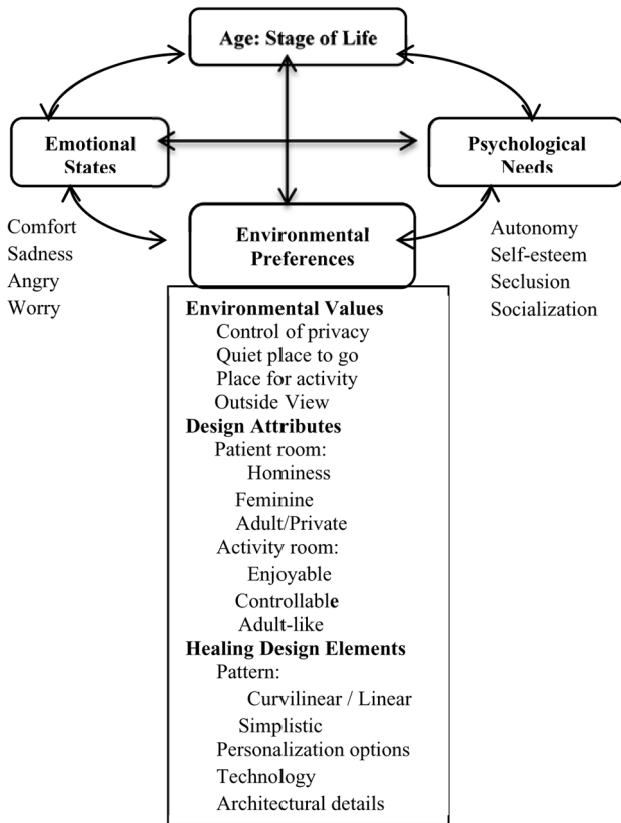 Age: Stage of Life
Emotional
States
Psychological
Needs
Comfort
Sadness
Angry
Worry
Environmental
Preferences
Autonomy
Self-esteem
Seclusion
Socialization
Environmental Values
Control of privacy
Quiet place to go
Place for activity
Outside View
Design Attributes
Patient room:
Hominess
Feminine
Adult/Private
Activity room:
Enjoyable
Controllable
Adult-like
Healing Design Elements
Pattern:
Curvilinear / Linear
Simplistic
Personalization options
Technology
Architectural details